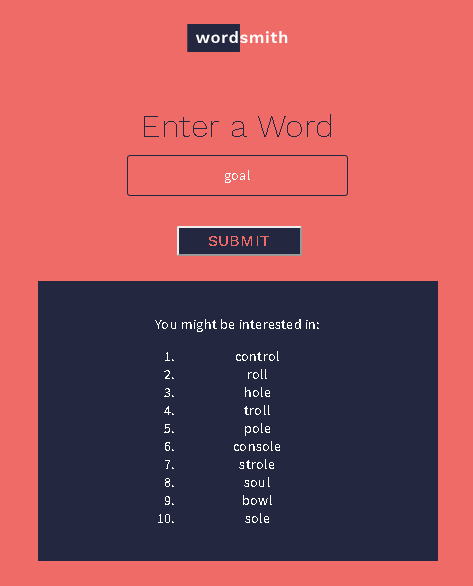 wordsmith
Enter a Word
goal
SUBMIT
You might be interested in:
1. control
2. roll
3. hole
4. troll
5. pole
6. console
7. strole
8. soul
9. bowl
10. sole